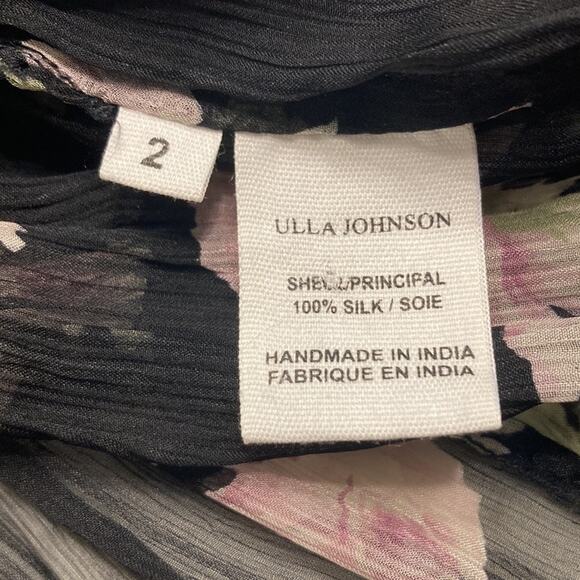 2
ULLA JOHNSON
SHELL/PRINCIPAL
100% SILK / SOIE
HANDMADE IN INDIA
FABRIQUE EN INDIA